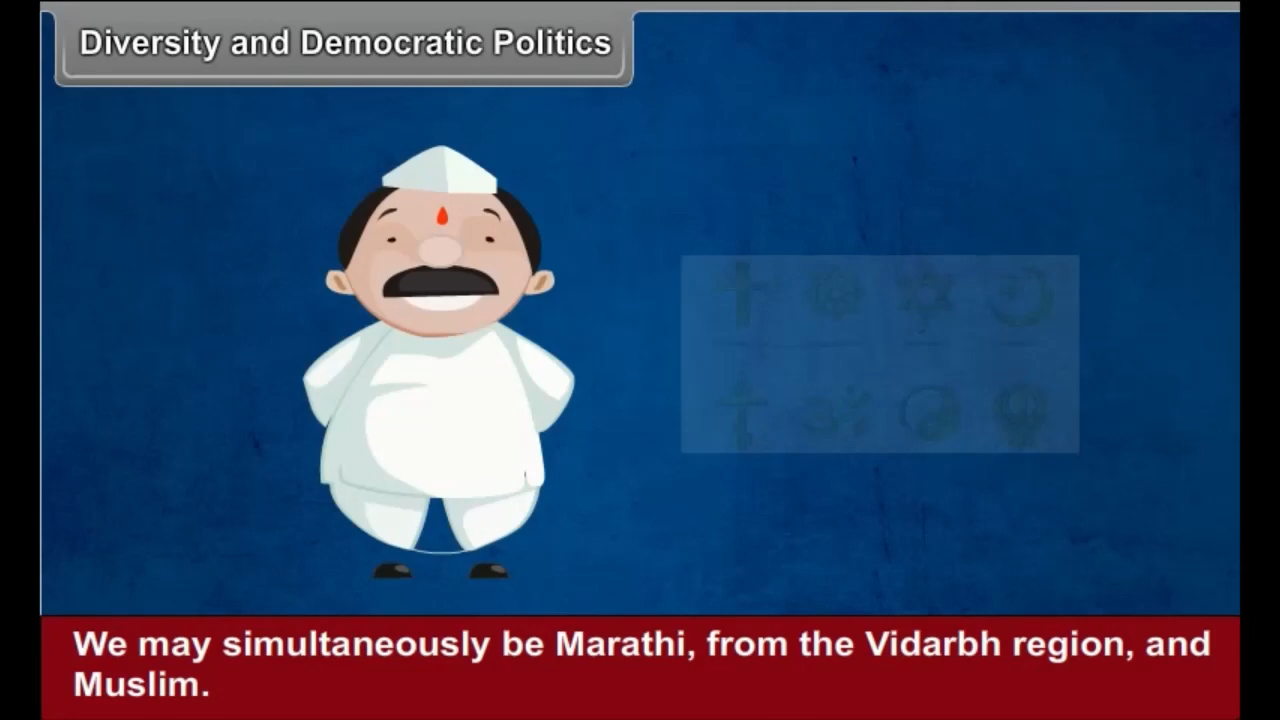 Diversity and Democratic Politics
We may simultaneously be Marathi, from the Vidarbh region, and
Muslim.